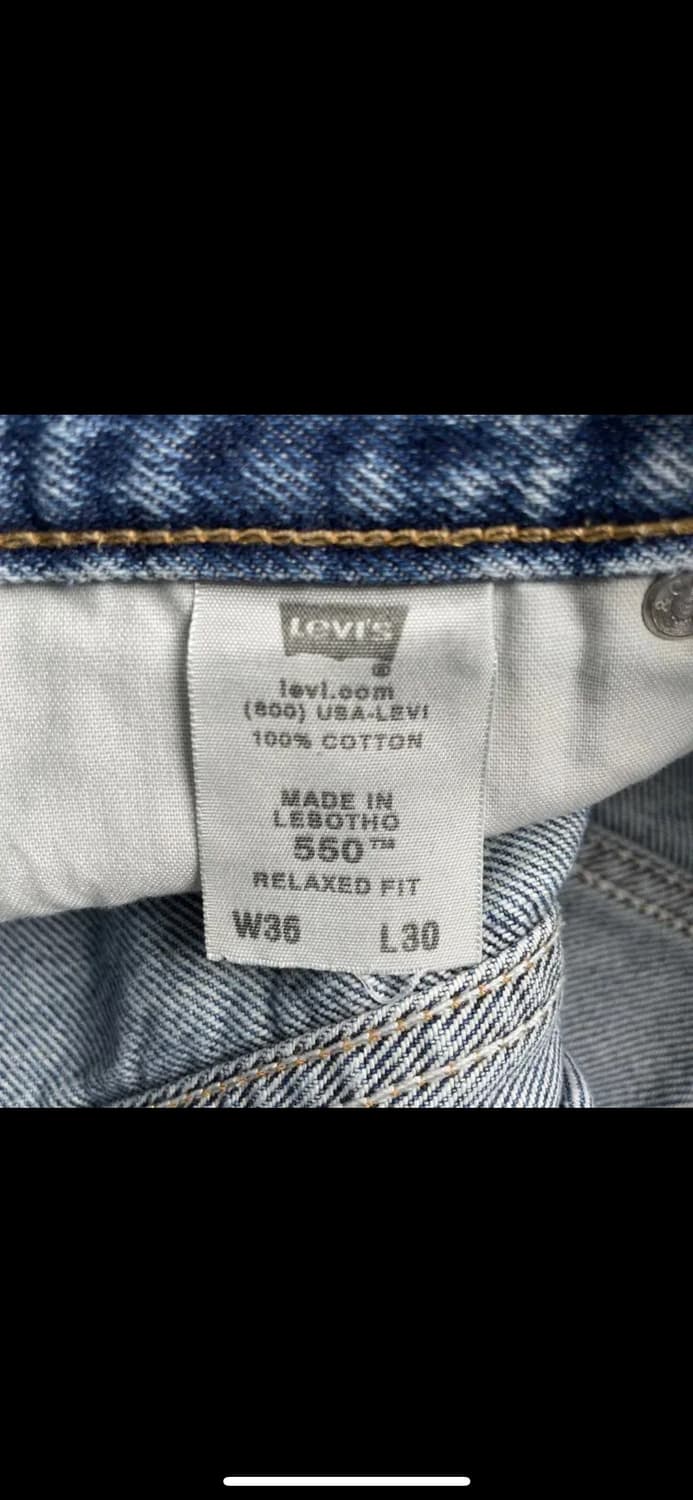 Levi's
®
levi.com
(800) USA-LEVI
100% COTTON
MADE IN
LESOTHO
550™
RELAXED FIT
W36 L30